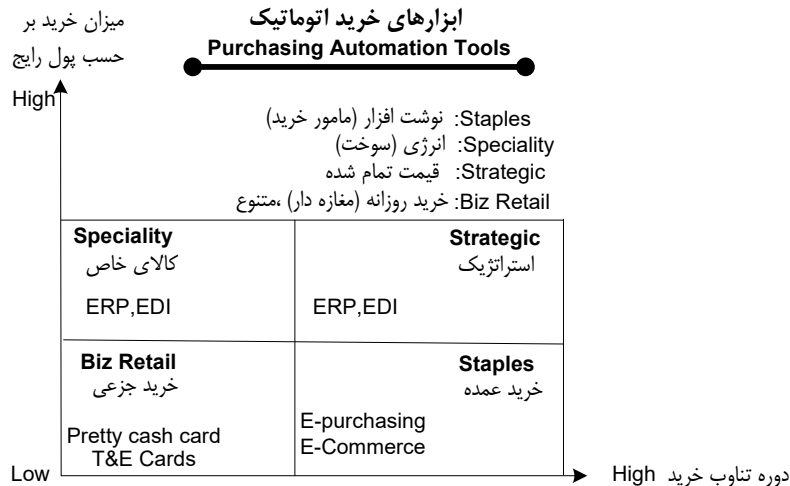 ابزارهای خرید اتوماتیک
Purchasing Automation Tools
میزان خرید بر
حسب پول رایج
High
Staples: نوشت افزار (مامور خرید)
Speciality: انرژی (سوخت)
Strategic: قیمت تمام شده
Biz Retail: خرید روزانه (مغازه دار) ،متنوع
Speciality
کالای خاص
ERP,EDI
Strategic
استراتژیک
ERP,EDI
Biz Retail
خرید جزعی
Pretty cash card
T&E Cards
Staples
خرید عمده
E-purchasing
E-Commerce
Low
High دوره تناوب خرید